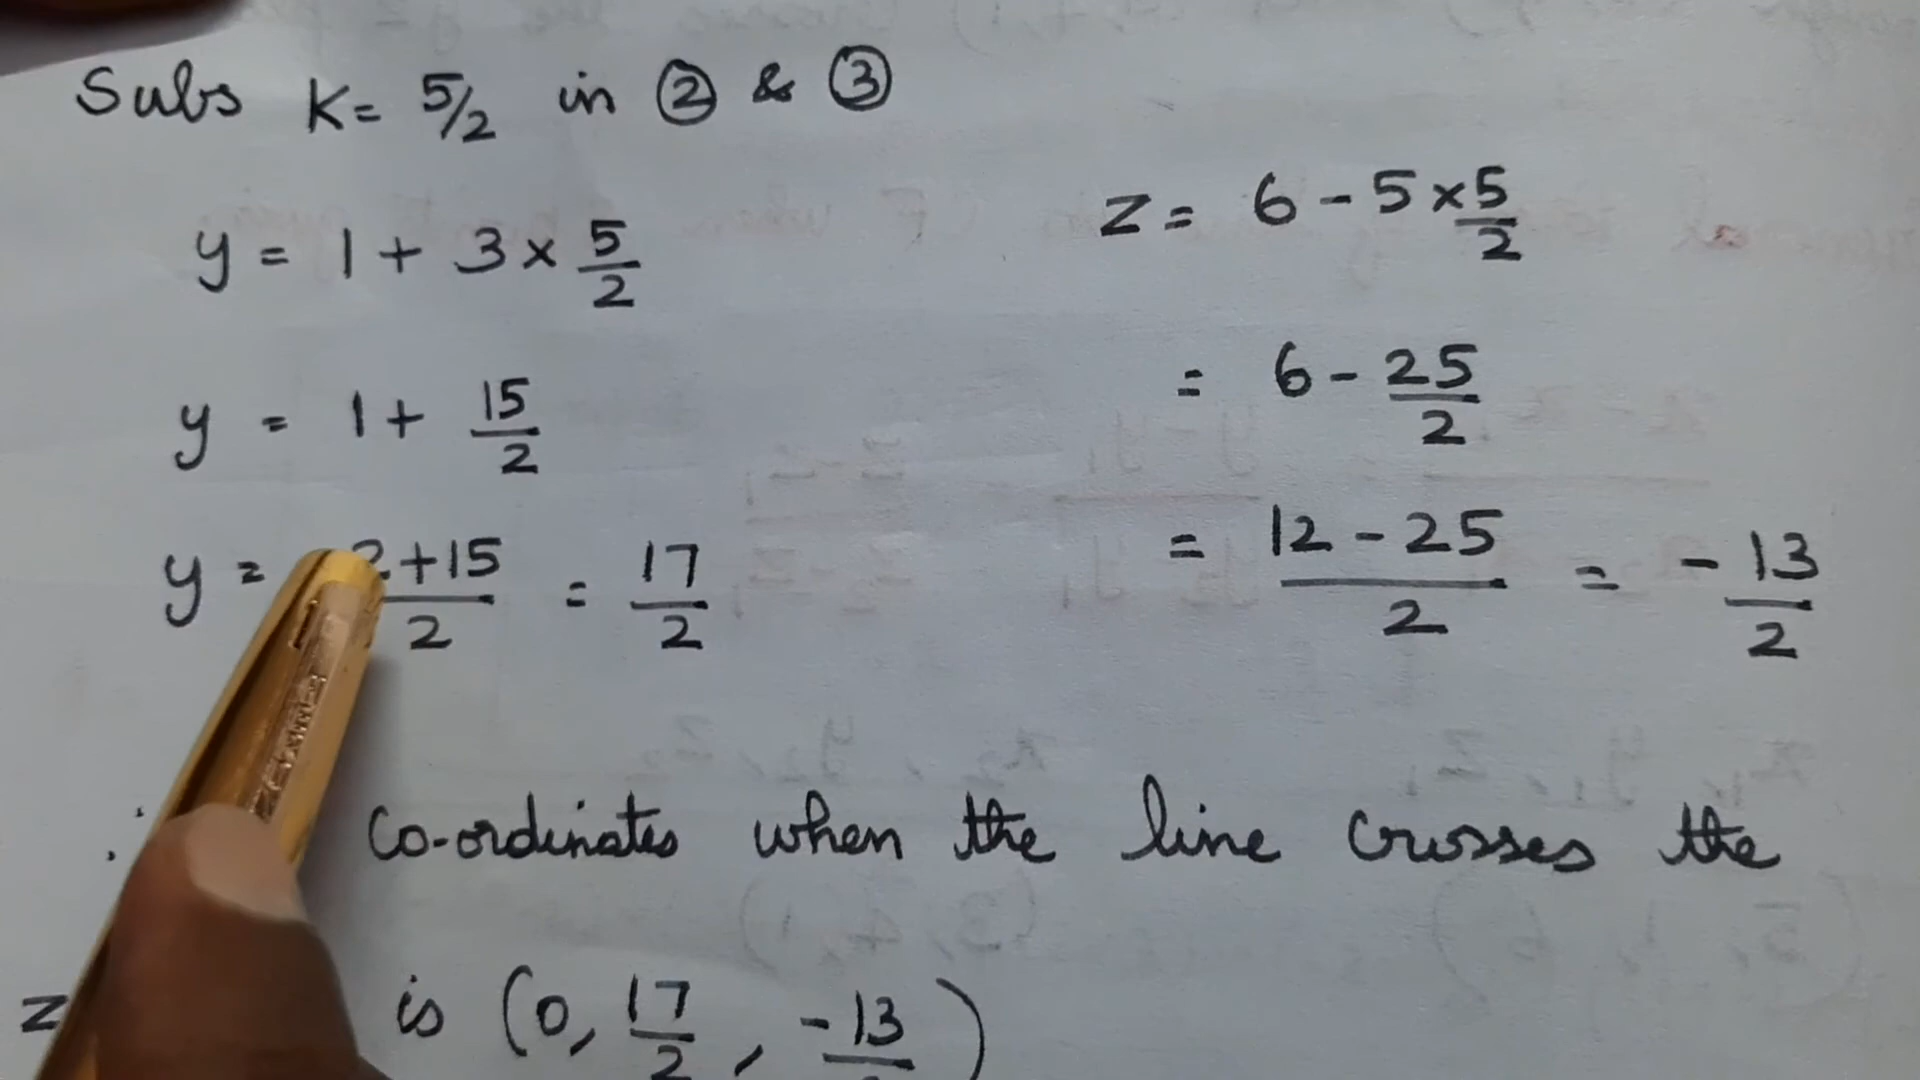 Subs K = 5/2 in ② & ③
y = 1 + 3 × 5/2
y = 1 + 15/2
y = 2+15/2 = 17/2
z = 6 - 5 × 5/2
= 6 - 25/2
= 12 - 25/2 = - 13/2
co-ordinates when the line crosses the
z is (0, 17/2, -13/